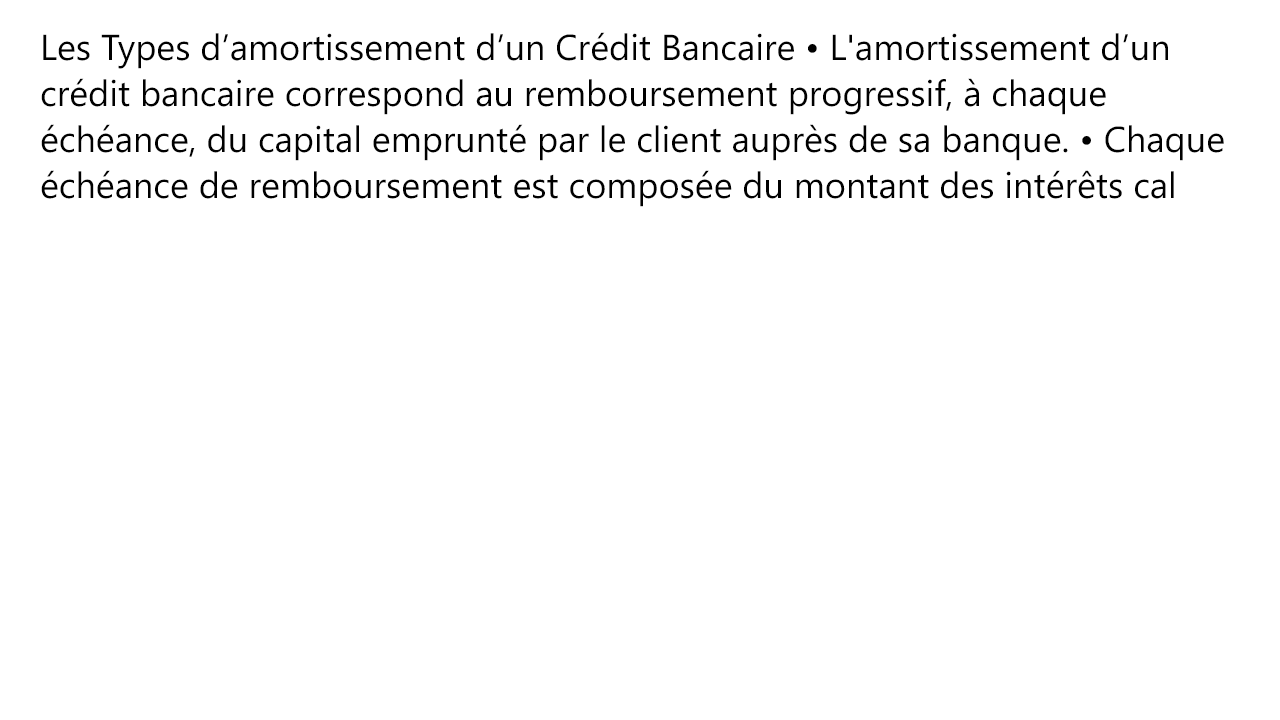 Les Types d’amortissement d’un Crédit Bancaire • L'amortissement d’un
crédit bancaire correspond au remboursement progressif, à chaque
échéance, du capital emprunté par le client auprès de sa banque. • Chaque
échéance de remboursement est composée du montant des intérêts cal